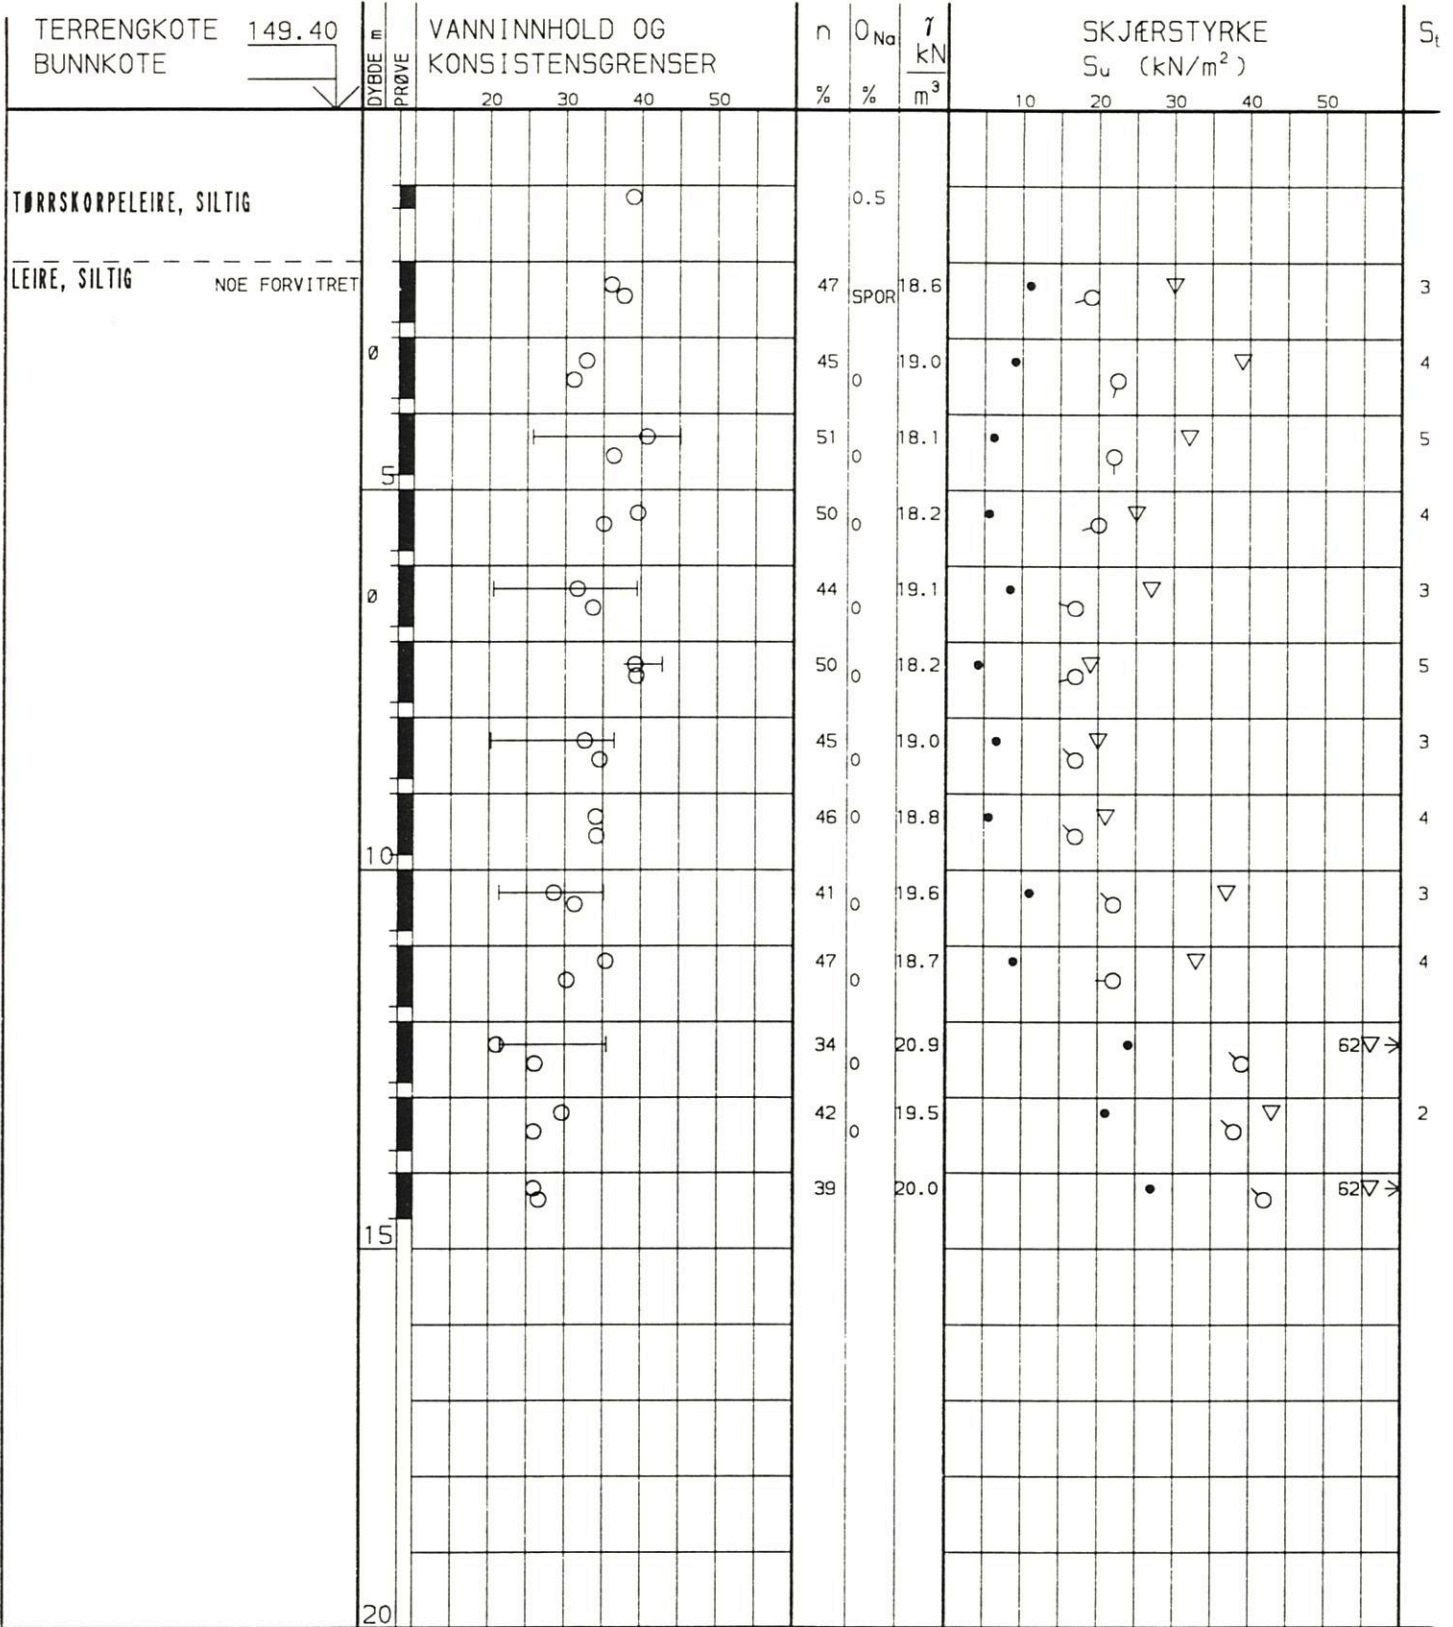 TERRENGKOTE 149.40
BUNNKOTE
DYBDE m
PRØVE
VANNINNHOLD OG
KONSISTENSGRENSER
20 30 40 50
n
%
O Na
%
γ
kN
m³
SKJÆRSTYRKE
Su (kN/m²)
10 20 30 40 50
St
TØRRSKORPELEIRE, SILTIG
0.5
LEIRE, SILTIG NOE FORVITRET
47 SPOR 18.6 3
Ø 45 0 19.0 4
51 0 18.1 5
5
50 0 18.2 4
Ø 44 0 19.1 3
50 0 18.2 5
45 0 19.0 3
46 0 18.8 4
10
41 0 19.6 3
47 0 18.7 4
34 0 20.9 62
42 0 19.5 2
39 20.0 62
15
20